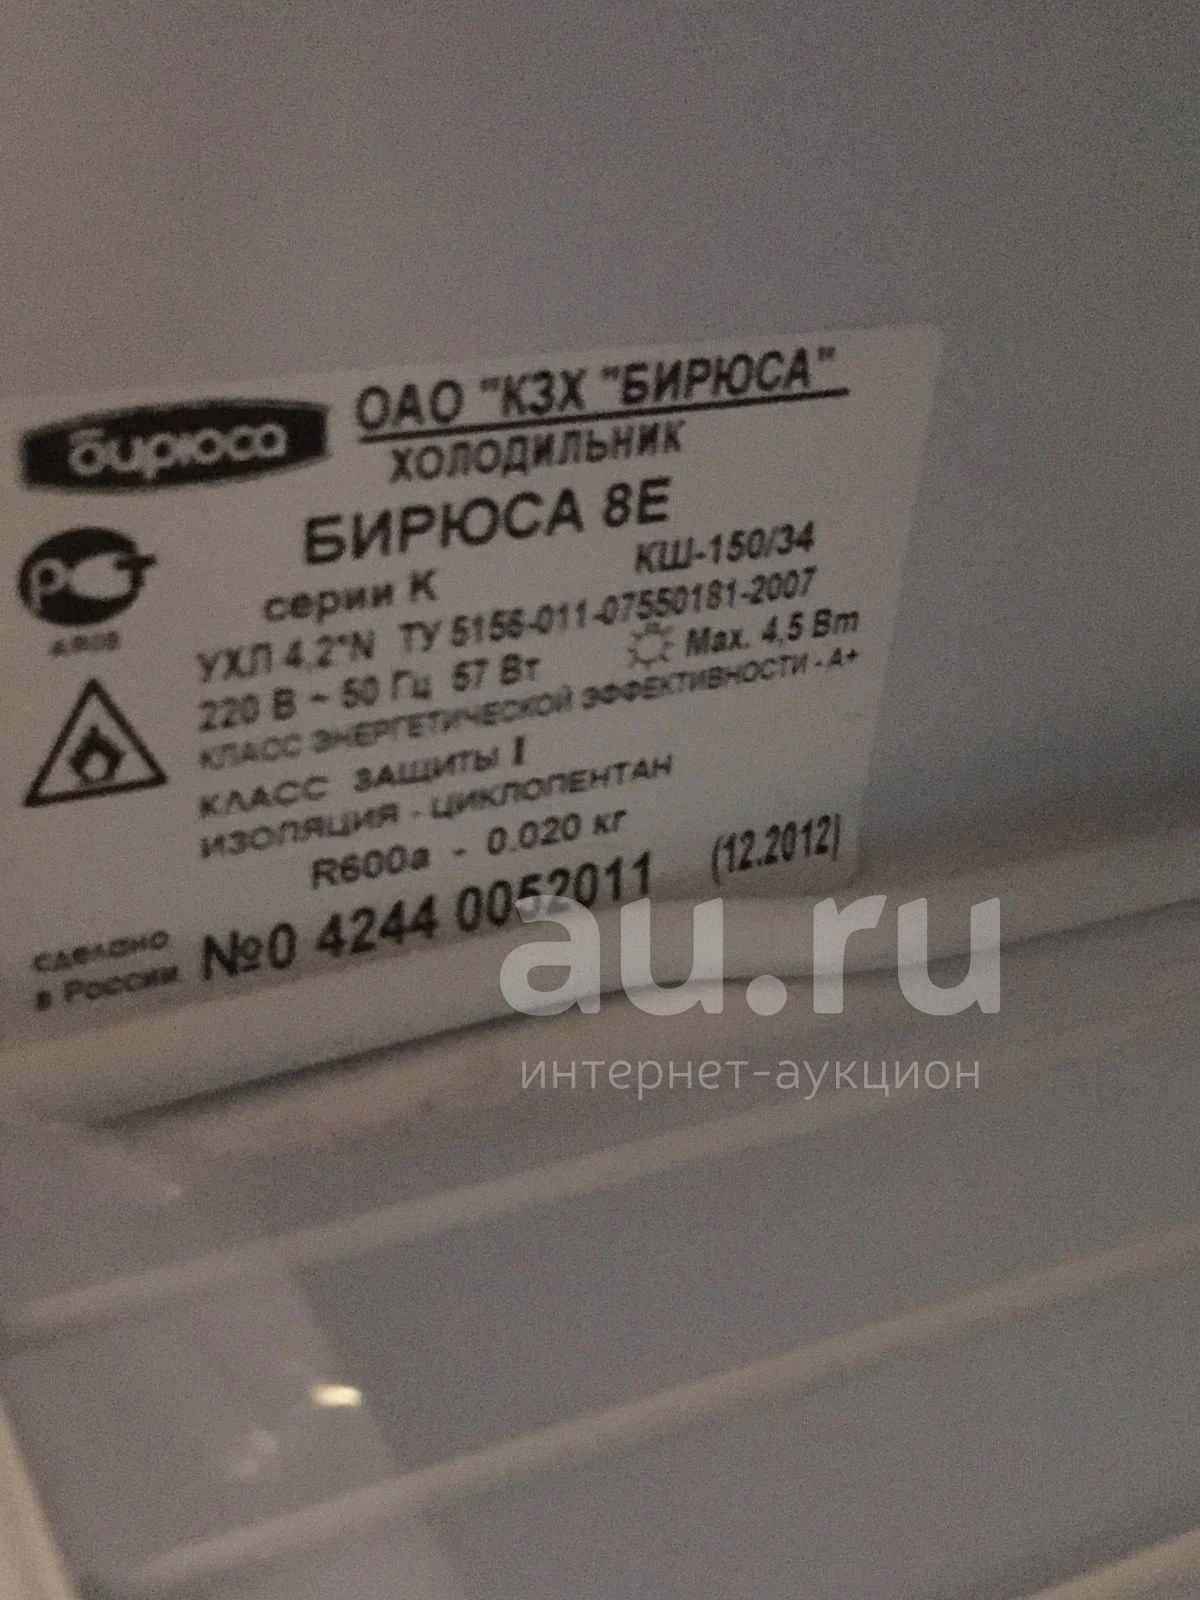 бирюса
ОАО "КЗХ "БИРЮСА"
ХОЛОДИЛЬНИК
БИРЮСА 8Е
серии К КШ-150/34
УХЛ 4,2*N ТУ 5156-011-07550181-2007
220 В ~ 50 Гц 57 Вт Max. 4,5 Вт
КЛАСС ЭНЕРГЕТИЧЕСКОЙ ЭФФЕКТИВНОСТИ - А+
КЛАСС ЗАЩИТЫ I
ИЗОЛЯЦИЯ - ЦИКЛОПЕНТАН
R600a - 0.020 кг
сделано
в России
№0 4244 0052011 (12.2012)
au.ru
интернет-аукцион